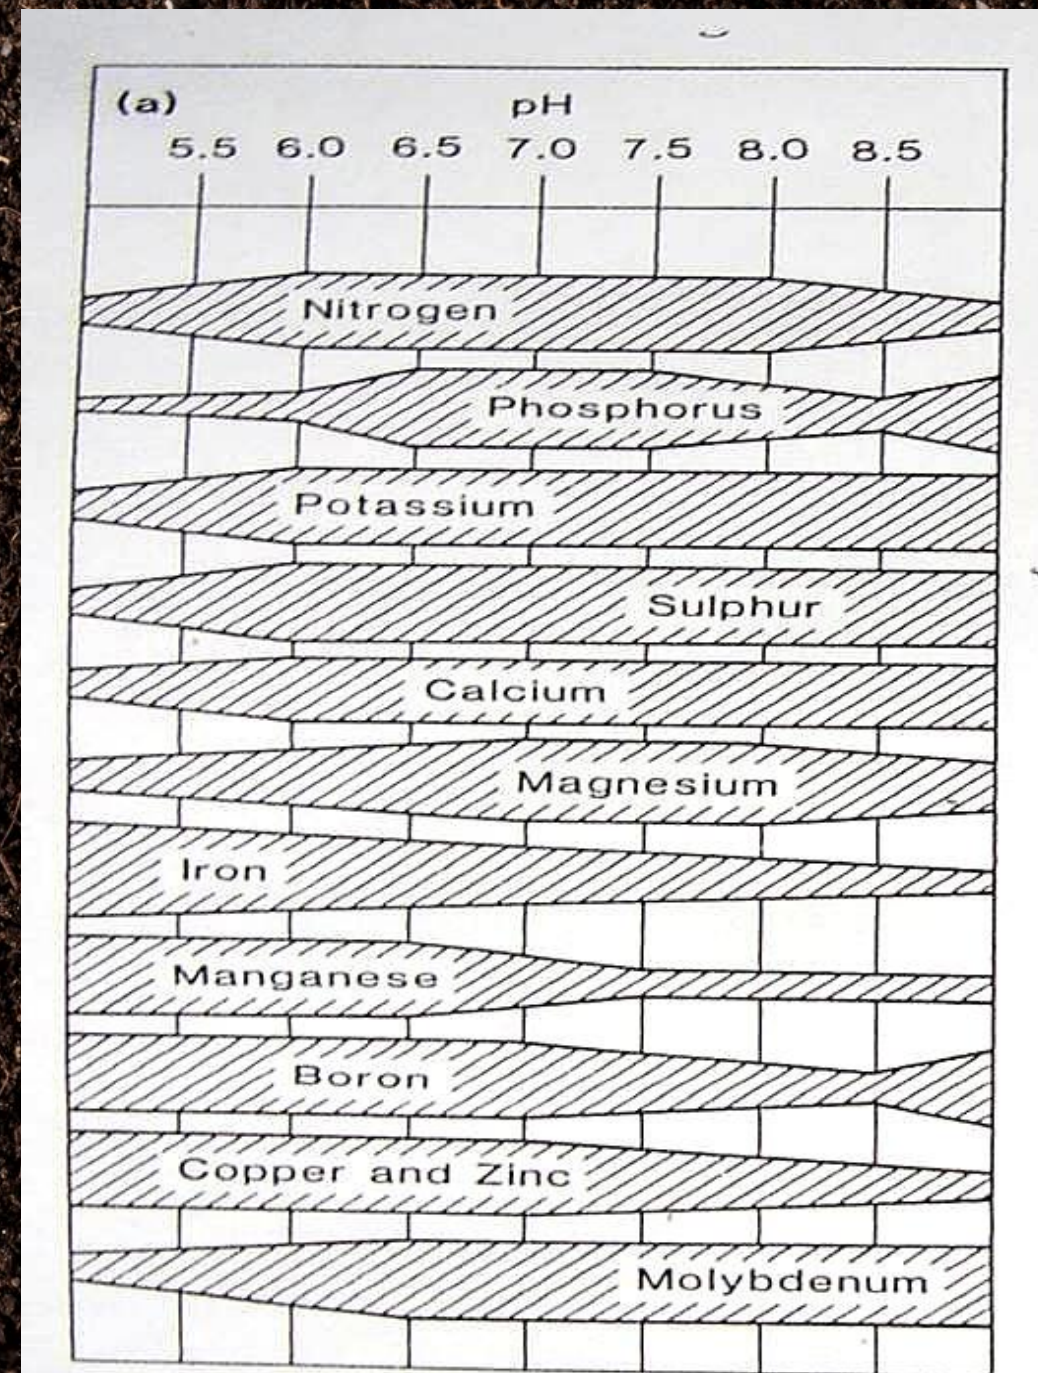 (a) pH
5.5 6.0 6.5 7.0 7.5 8.0 8.5
Nitrogen
Phosphorus
Potassium
Sulphur
Calcium
Magnesium
Iron
Manganese
Boron
Copper and Zinc
Molybdenum